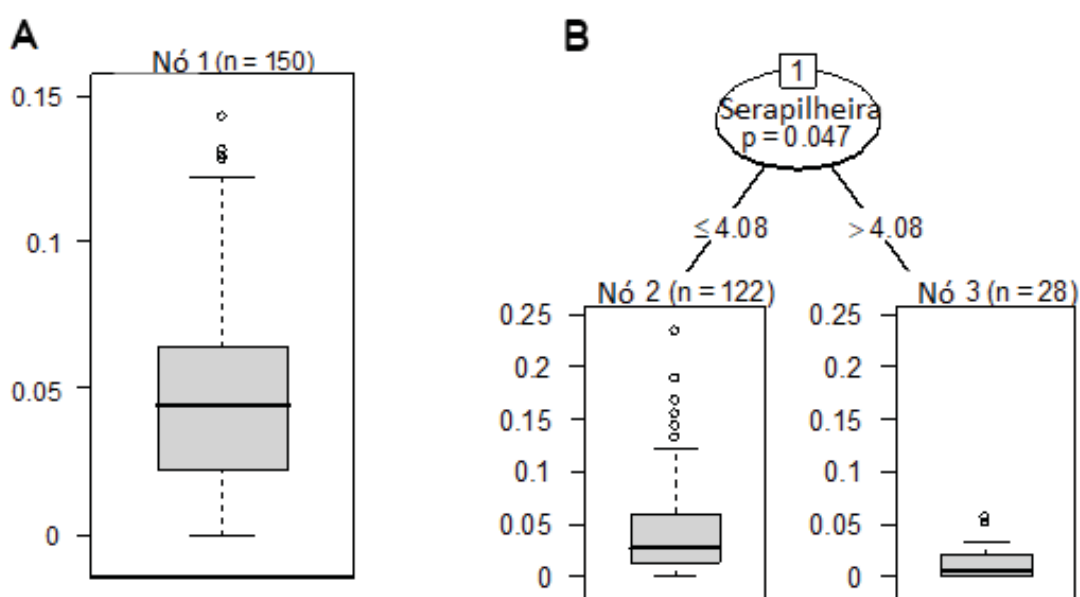 A
Nó 1 (n = 150)
0.15
0.1
0.05
0
B
1
Serapilheira
p = 0.047
≤ 4.08
> 4.08
Nó 2 (n = 122)
0.25
0.2
0.15
0.1
0.05
0
Nó 3 (n = 28)
0.25
0.2
0.15
0.1
0.05
0